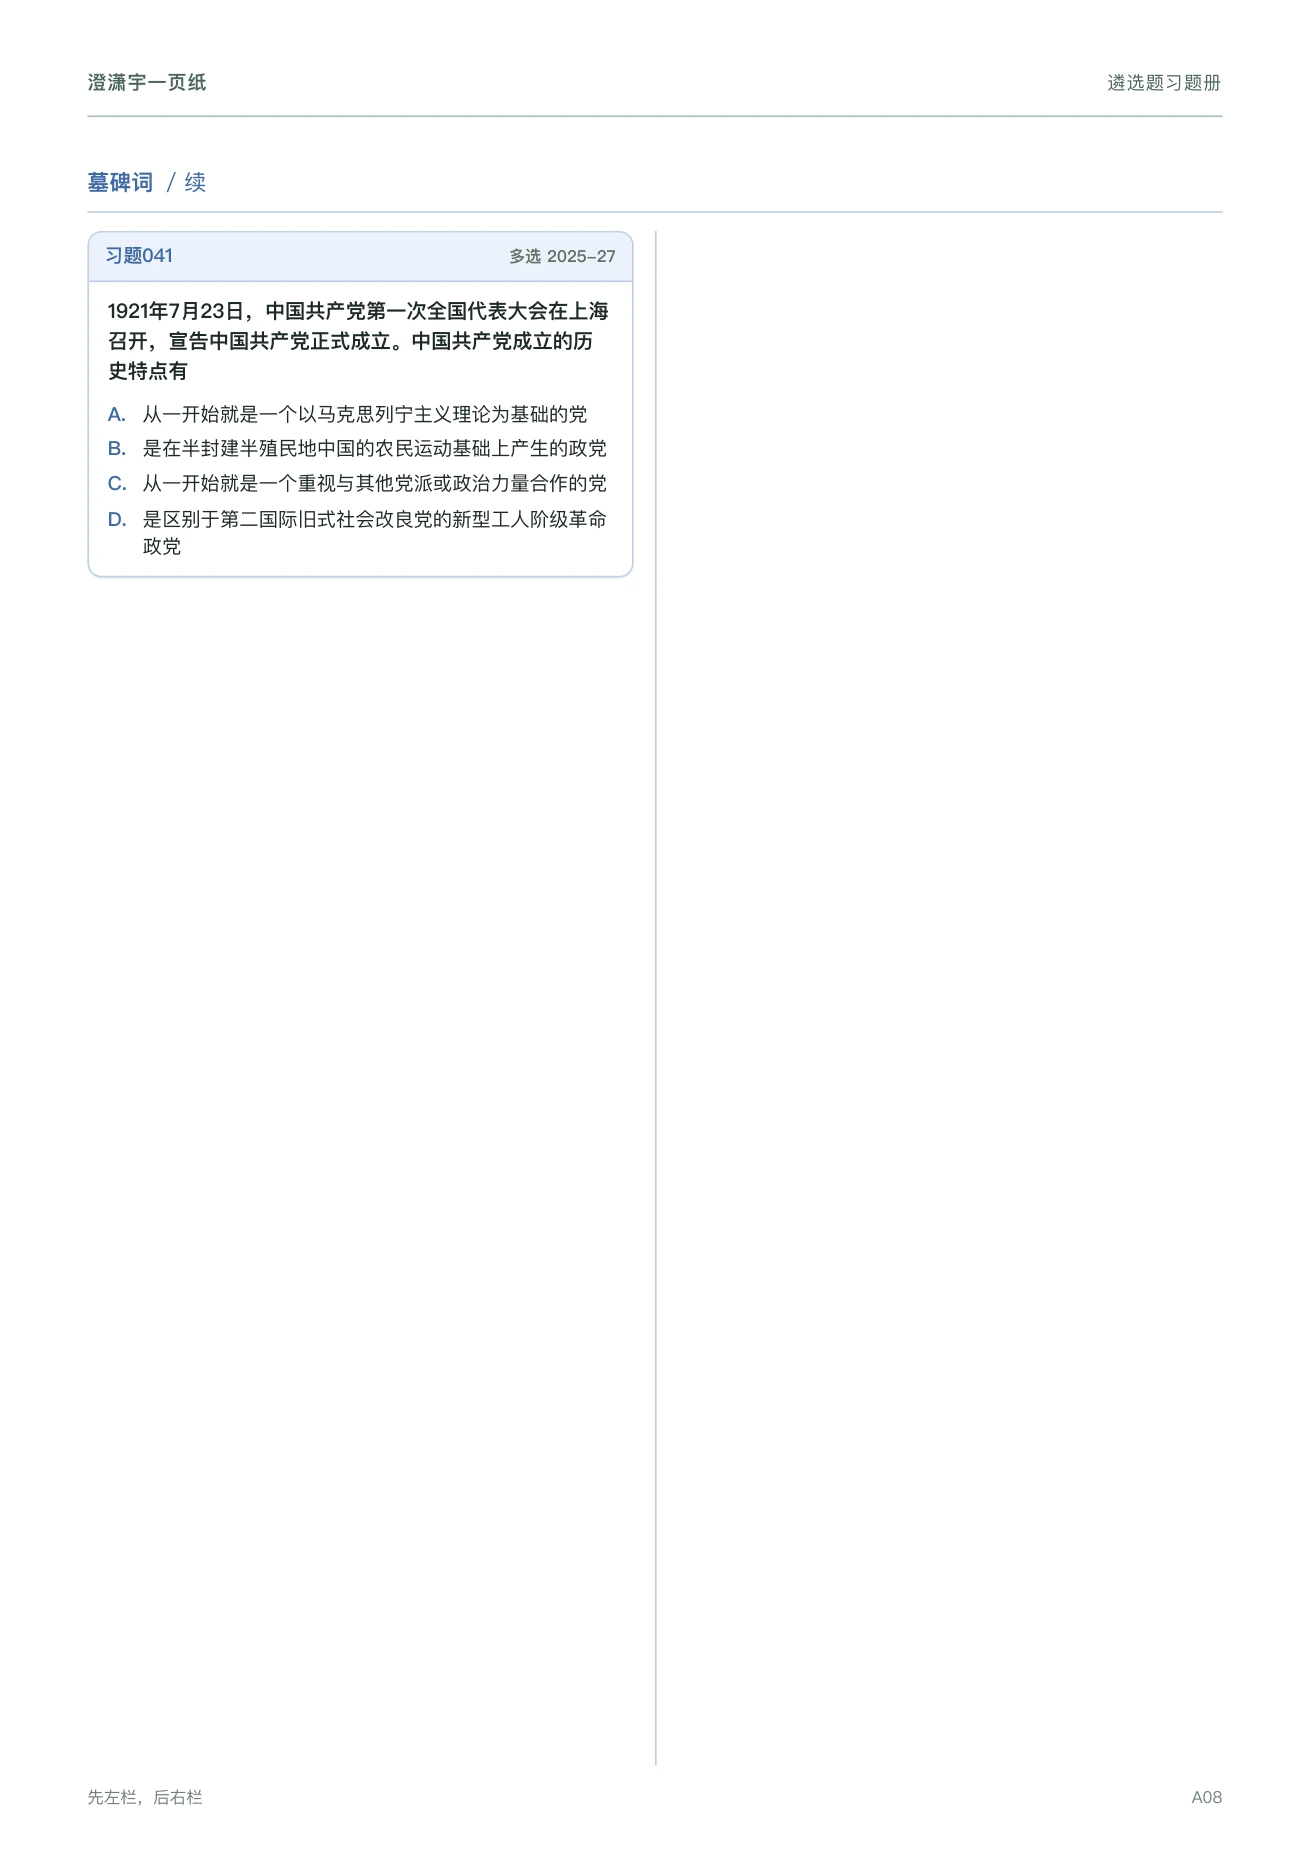 澄潇宇一页纸
遴选题习题册
墓碑词 / 续
习题041
多选 2025-27
1921年7月23日，中国共产党第一次全国代表大会在上海
召开，宣告中国共产党正式成立。中国共产党成立的历
史特点有
A. 从一开始就是一个以马克思列宁主义理论为基础的党
B. 是在半封建半殖民地中国的农民运动基础上产生的政党
C. 从一开始就是一个重视与其他党派或政治力量合作的党
D. 是区别于第二国际旧式社会改良党的新型工人阶级革命
政党
先左栏，后右栏
A08